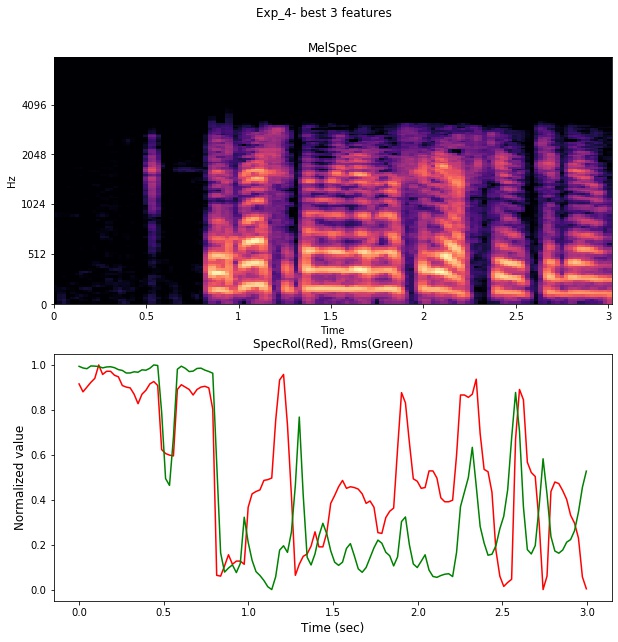 Exp_4- best 3 features
MelSpec
Hz
4096
2048
1024
512
0
0 0.5 1 1.5 2 2.5 3
Time
SpecRol(Red), Rms(Green)
Normalized value
1.0
0.8
0.6
0.4
0.2
0.0
0.0 0.5 1.0 1.5 2.0 2.5 3.0
Time (sec)